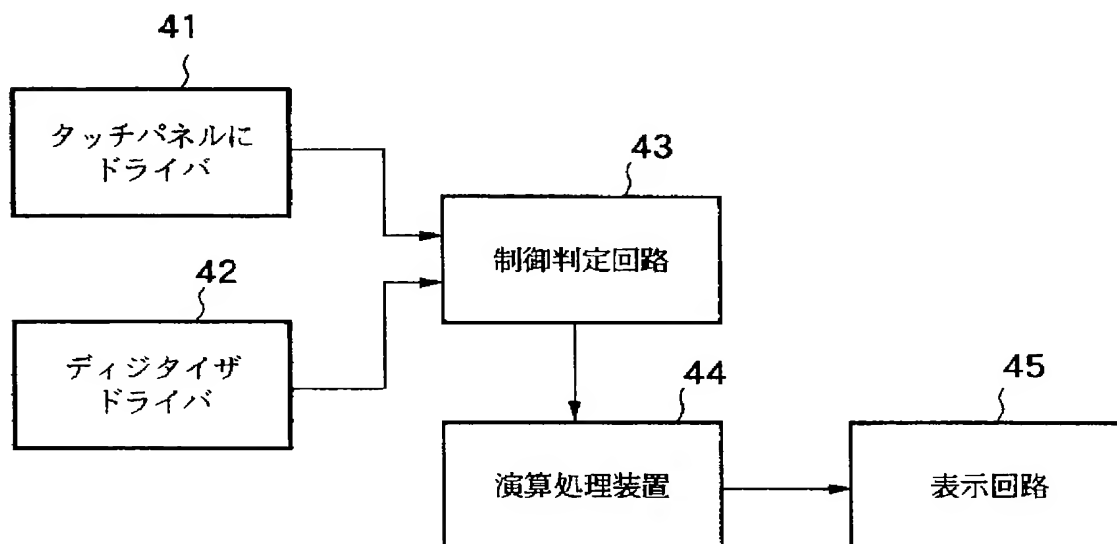 41
タッチパネルに
ドライバ
42
ディジタイザ
ドライバ
43
制御判定回路
44
演算処理装置
45
表示回路